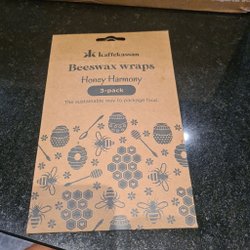 kaffekassan
Beeswax wraps
Honey Harmony
3-pack
the sustainable way to package food.